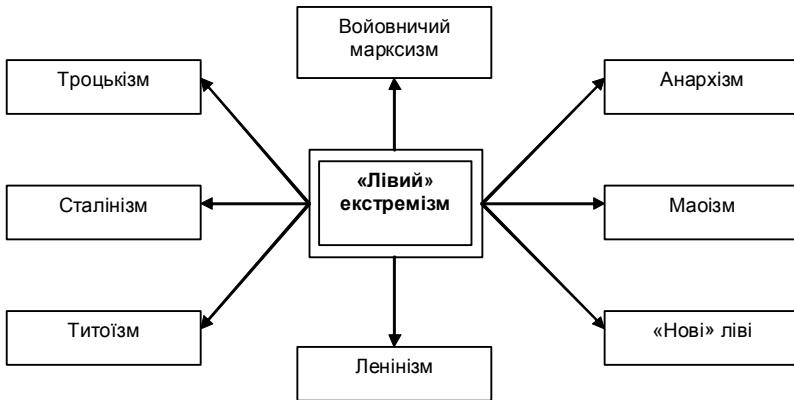 Войовничий
марксизм
Троцькізм
Анархізм
«Лівий»
екстремізм
Сталінізм
Маоїзм
Титоїзм
«Нові» ліві
Ленінізм